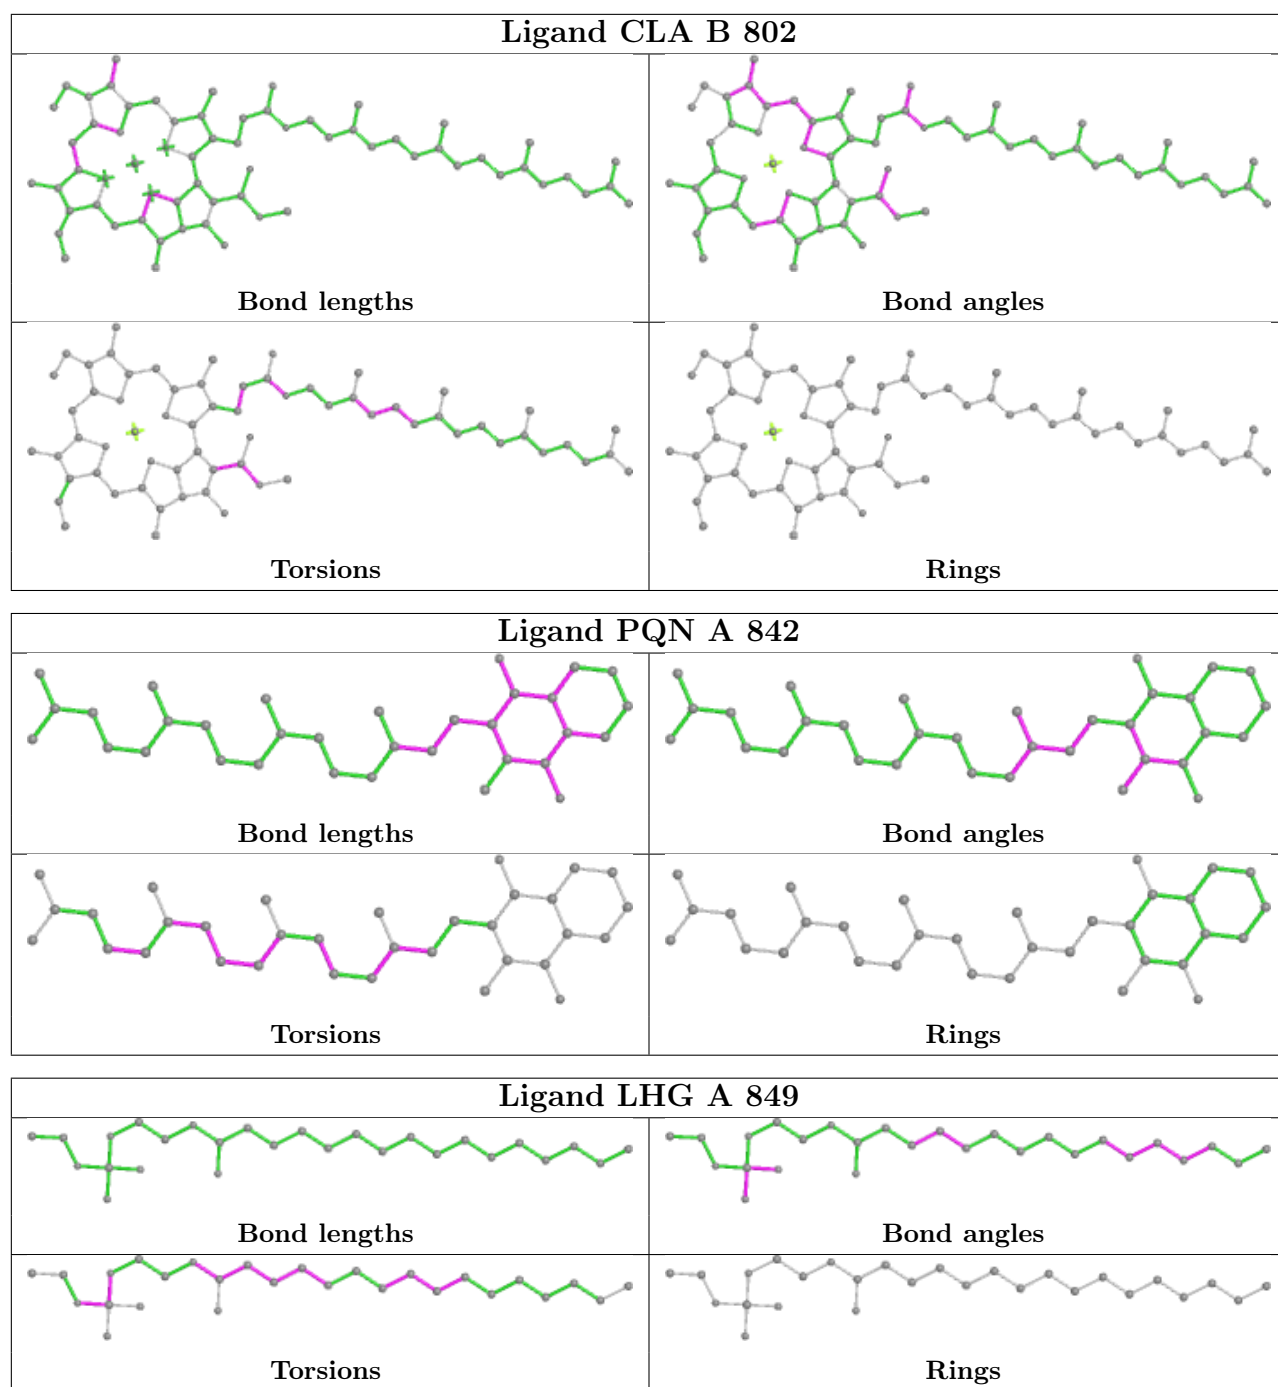 Ligand CLA B 802
Bond lengths
Bond angles
Torsions
Rings
Ligand PQN A 842
Bond lengths
Bond angles
Torsions
Rings
Ligand LHG A 849
Bond lengths
Bond angles
Torsions
Rings